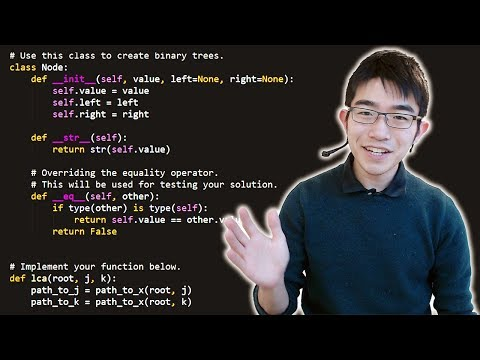 # Use this class to create binary trees.
class Node:
def __init__(self, value, left=None, right=None):
self.value = value
self.left = left
self.right = right
def __str__(self):
return str(self.value)
# Overriding the equality operator.
# This will be used for testing your solution.
def __eq__(self, other):
if type(other) is type(self):
return self.value == other.
return False
# Implement your function below.
def lca(root, j, k):
path_to_j = path_to_x(root, j)
path_to_k = path_to_x(root, k)